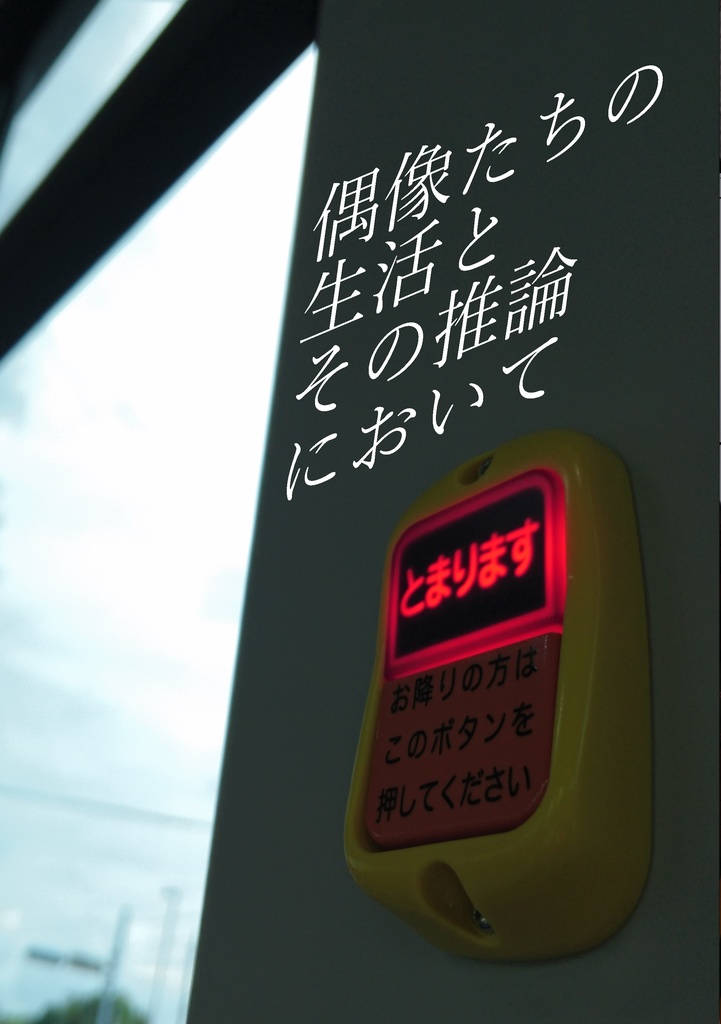 偶像たちの
生活と
その推論
において
とまります
お降りの方は
このボタンを
押してください